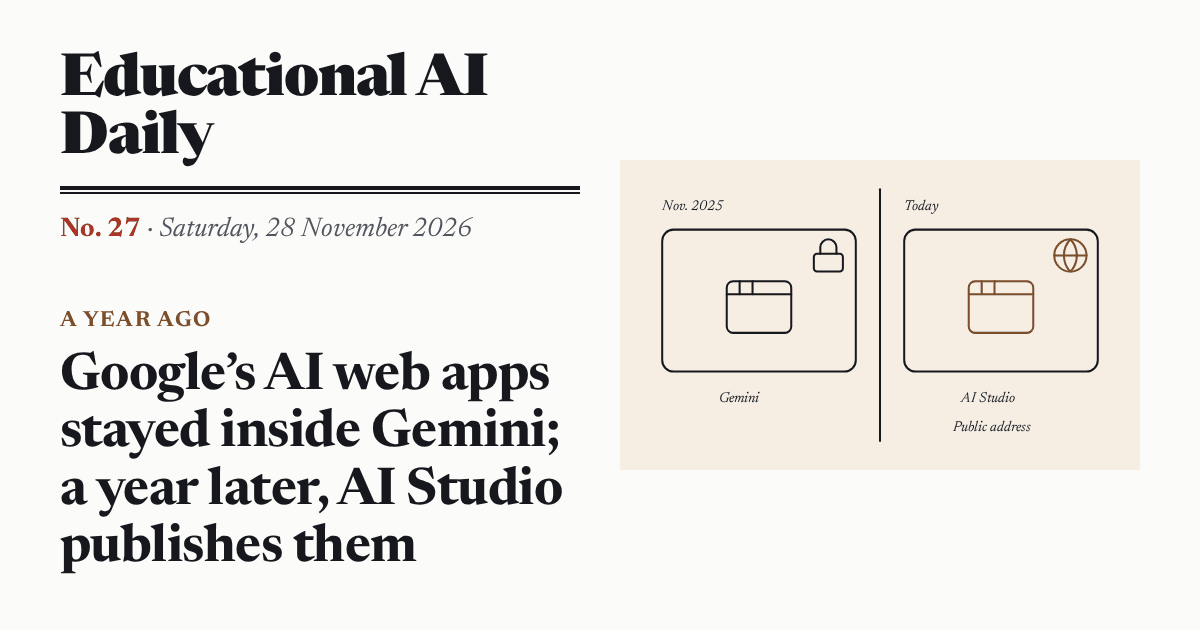 Educational AI
Daily
No. 27 · Saturday, 28 November 2026
A YEAR AGO
Google’s AI web apps
stayed inside Gemini;
a year later, AI Studio
publishes them
Nov. 2025
Gemini
Today
AI Studio
Public address